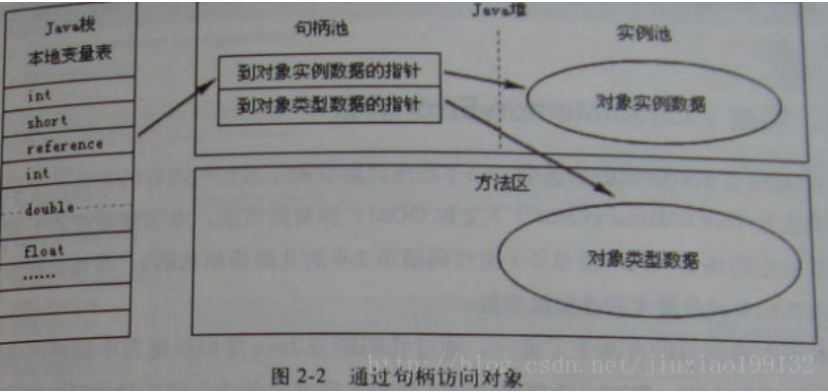 Java栈
本地变量表
int
short
reference
int
double
float
……
Java堆
句柄池
实例池
到对象实例数据的指针
到对象类型数据的指针
对象实例数据
方法区
对象类型数据
http://blog.csdn.net/jiuxiao199132
图 2-2 通过句柄访问对象